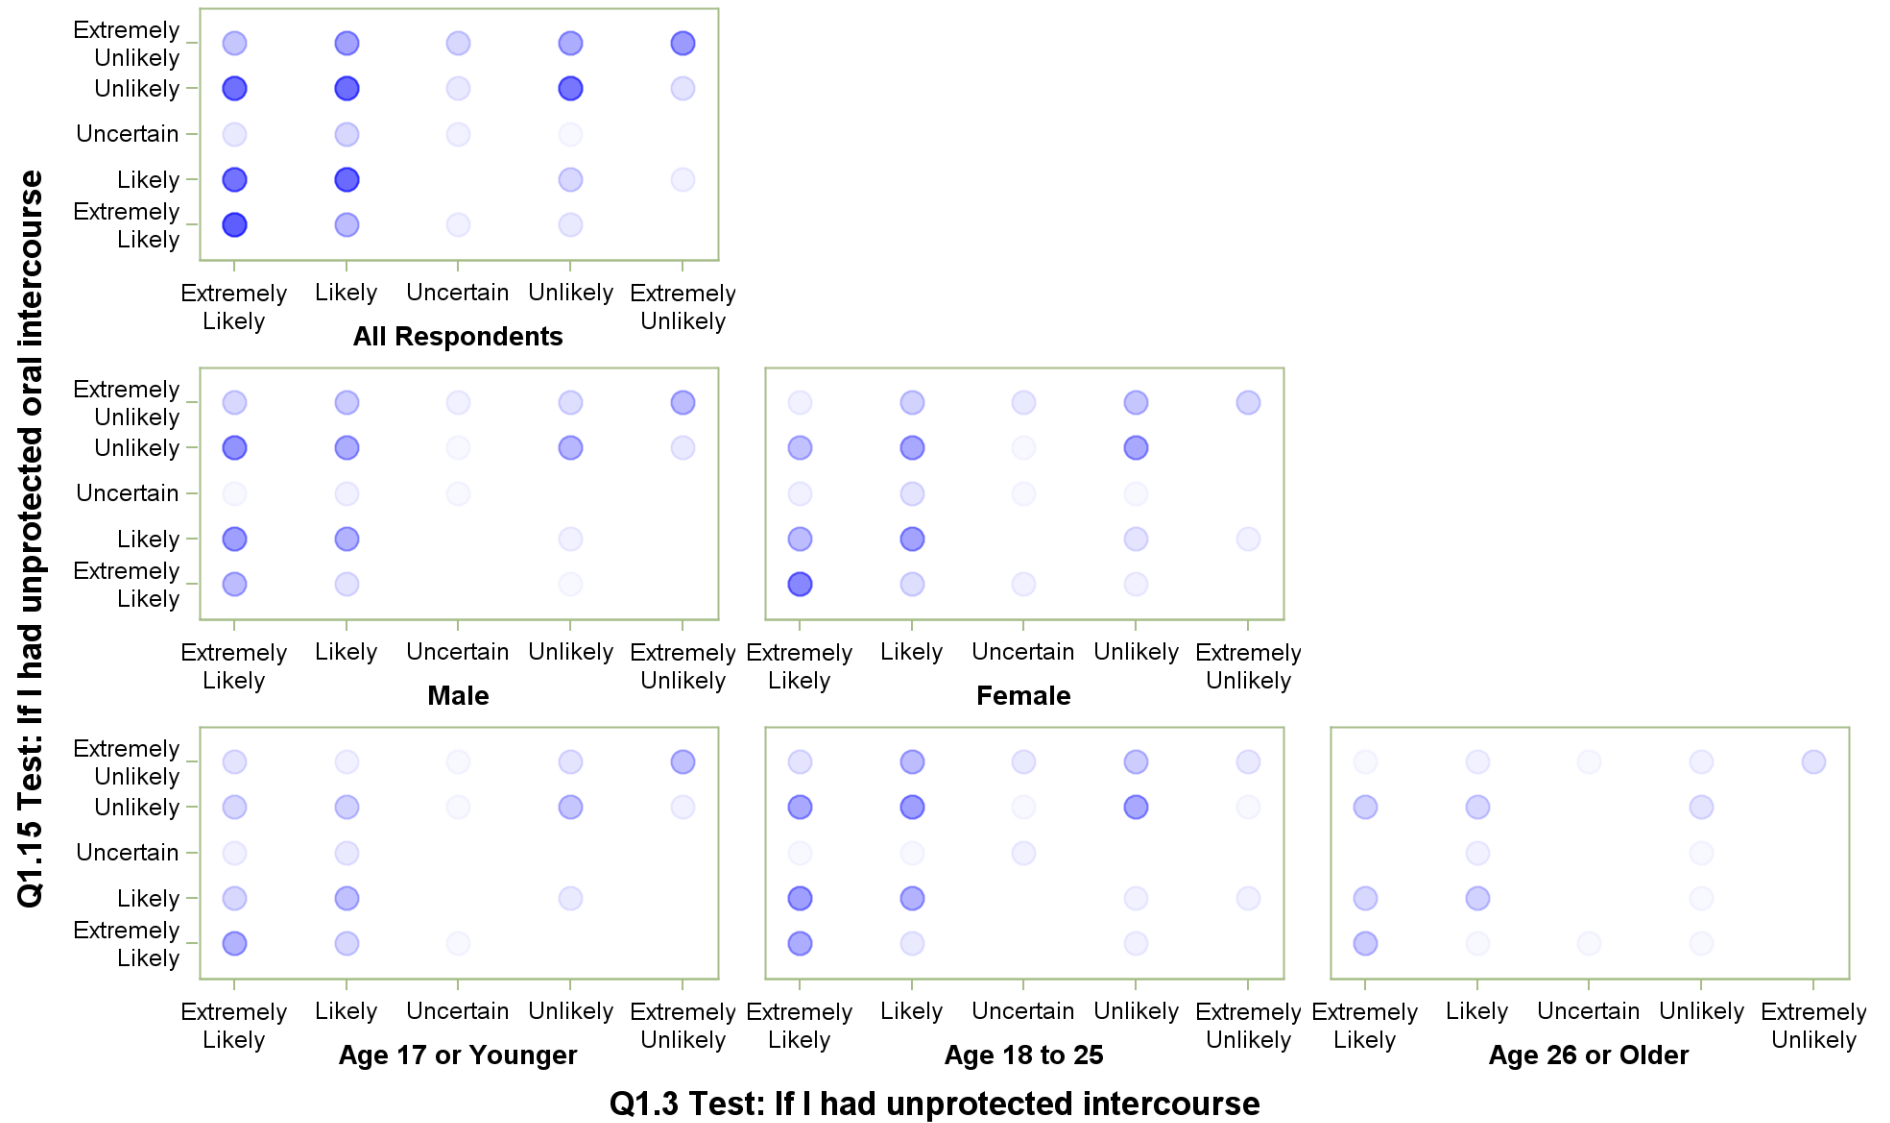 Q1.15 Test: If I had unprotected oral intercourse
Extremely
Unlikely
Unlikely
Uncertain
Likely
Extremely
Likely
Extremely Likely Uncertain Unlikely Extremely
Likely Unlikely
All Respondents
Extremely
Unlikely
Unlikely
Uncertain
Likely
Extremely
Likely
Extremely Likely Uncertain Unlikely Extremely Extremely Likely Uncertain Unlikely Extremely
Likely Unlikely Likely Unlikely
Male Female
Extremely
Unlikely
Unlikely
Uncertain
Likely
Extremely
Likely
Extremely Likely Uncertain Unlikely Extremely Extremely Likely Uncertain Unlikely Extremely Extremely Likely Uncertain Unlikely Extremely
Likely Unlikely Likely Unlikely Likely Unlikely
Age 17 or Younger Age 18 to 25 Age 26 or Older
Q1.3 Test: If I had unprotected intercourse